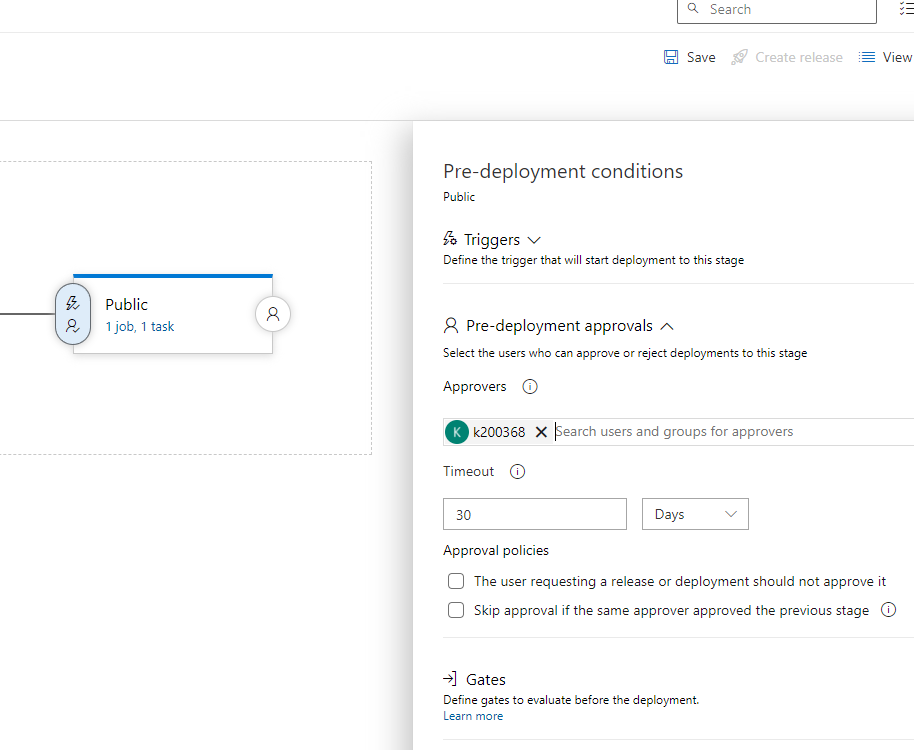 Search
Save
Create release
View
Public
1 job, 1 task
Pre-deployment conditions
Public
Triggers
Define the trigger that will start deployment to this stage
Pre-deployment approvals
Select the users who can approve or reject deployments to this stage
Approvers
K k200368 Search users and groups for approvers
Timeout
30 Days
Approval policies
The user requesting a release or deployment should not approve it
Skip approval if the same approver approved the previous stage
Gates
Define gates to evaluate before the deployment.
Learn more